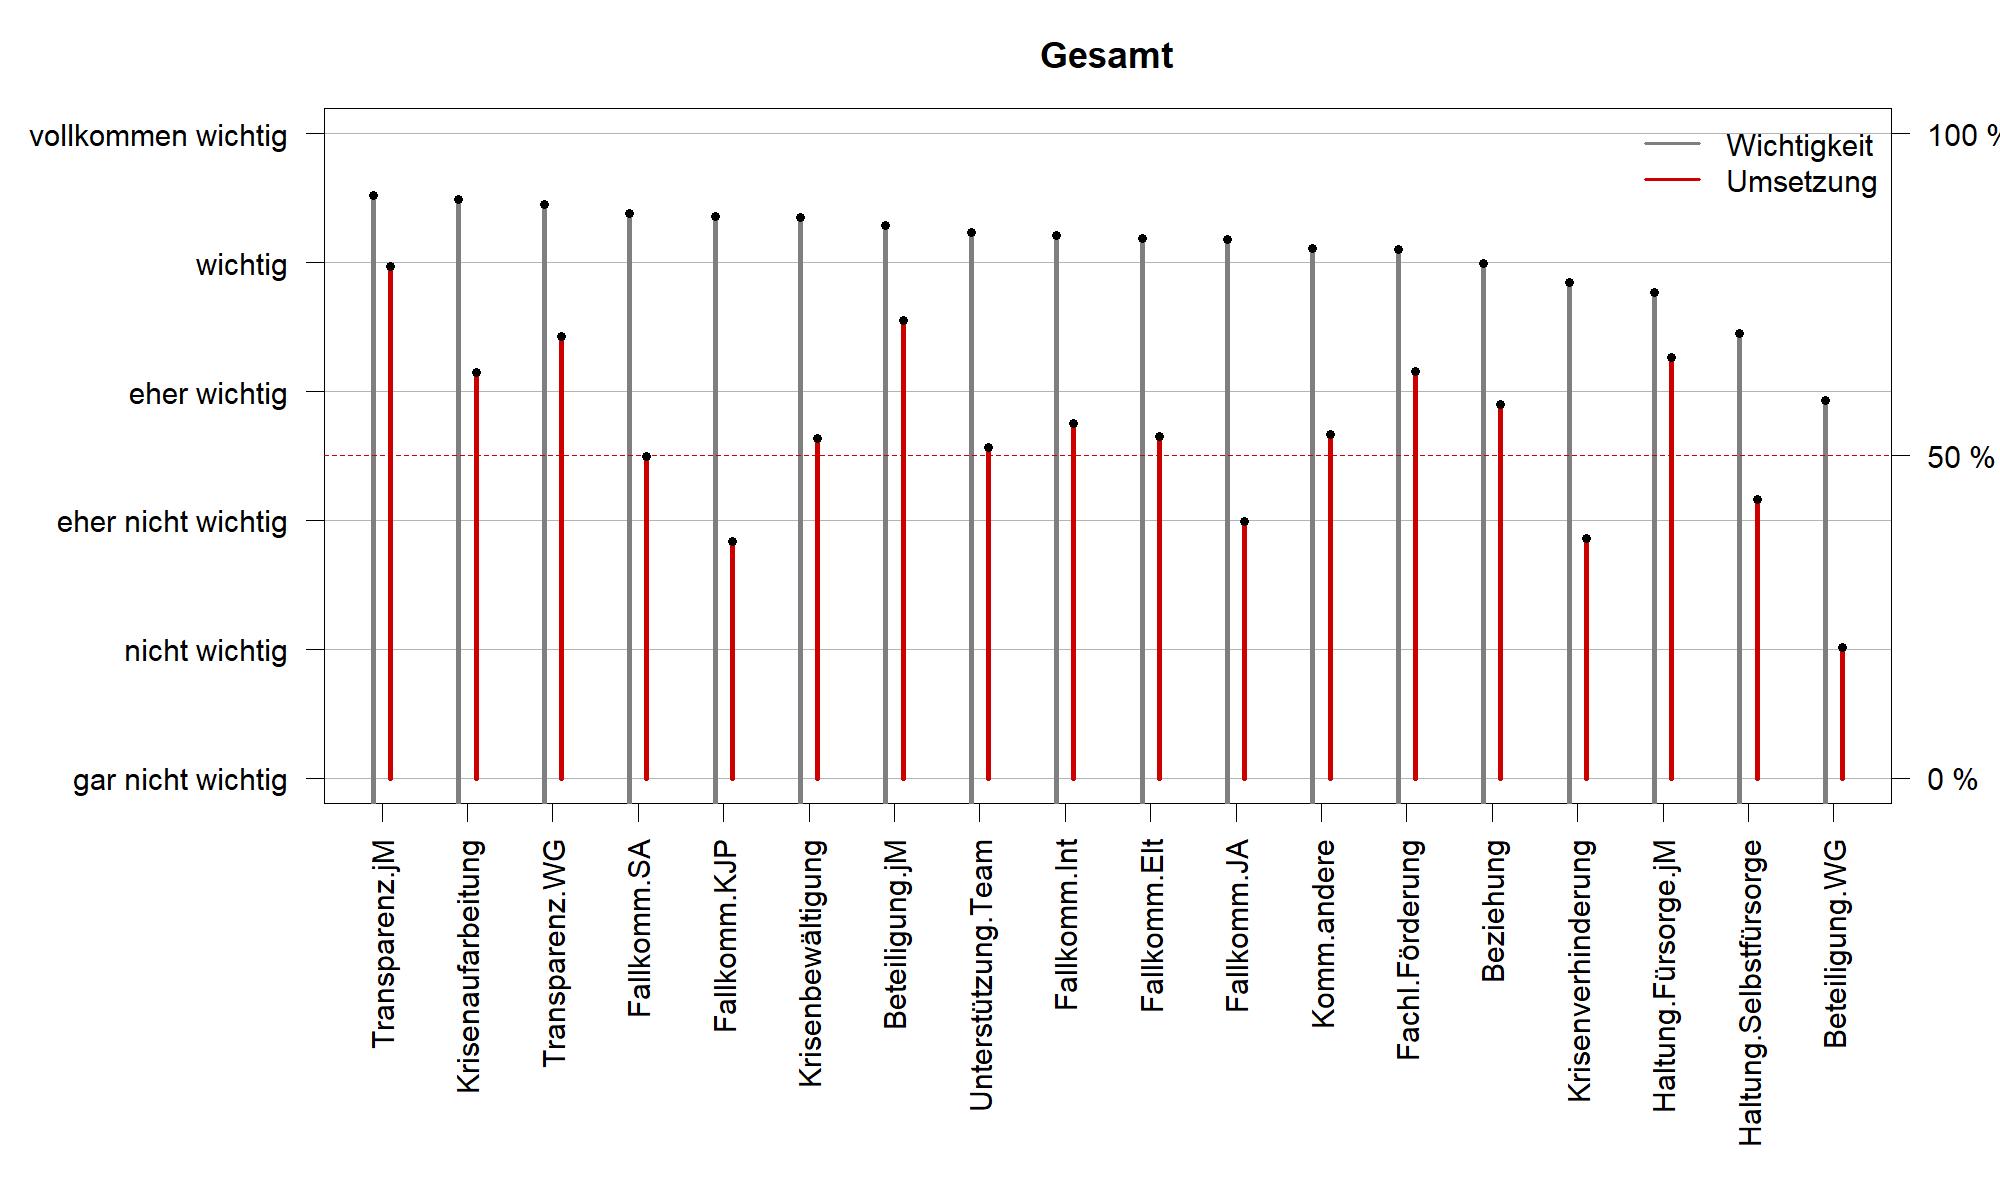 Gesamt
vollkommen wichtig
wichtig
eher wichtig
eher nicht wichtig
nicht wichtig
gar nicht wichtig
100 %
50 %
0 %
Wichtigkeit
Umsetzung
Transparenz.jM
Krisenaufarbeitung
Transparenz.WG
Fallkomm.SA
Fallkomm.KJP
Krisenbewältigung
Beteiligung.jM
Unterstützung.Team
Fallkomm.Int
Fallkomm.Elt
Fallkomm.JA
Komm.andere
Fachl.Förderung
Beziehung
Krisenverhinderung
Haltung.Fürsorge.jM
Haltung.Selbstfürsorge
Beteiligung.WG